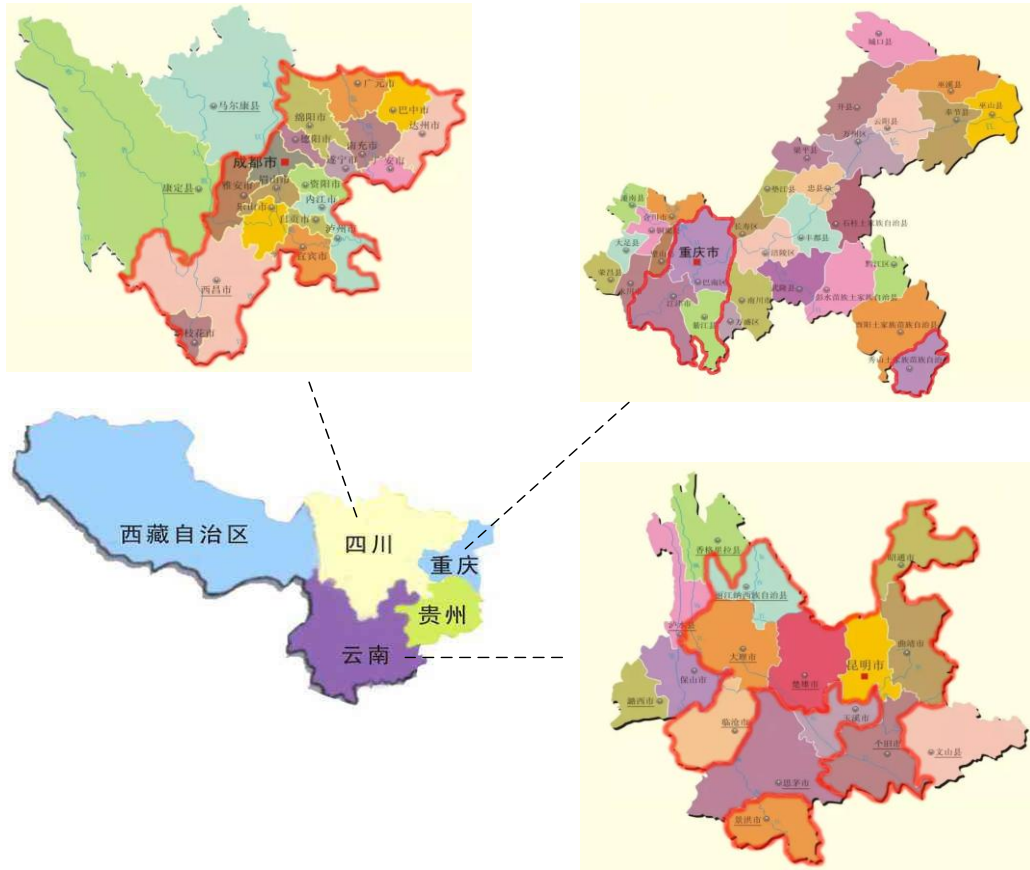 广元市
马尔康县
巴中市
绵阳市
达州市
德阳市
南充市
成都市
遂宁市
广安市
康定县
雅安市
眉山市
资阳市
内江市
乐山市
自贡市
泸州市
宜宾市
西昌市
攀枝花市
城口县
巫溪县
巫山县
开县
奉节县
云阳县
万州区
梁平县
垫江县
忠县
潼南县
合川市
石柱土家族自治县
铜梁县
长寿区
丰都县
大足县
重庆市
璧山
涪陵区
黔江区
荣昌县
永川市
巴南区
武隆县
彭水苗族土家族自治县
江津市
南川市
綦江县
万盛区
酉阳土家族苗族自治县
秀山土家族苗族自治
西藏自治区
四川
重庆
贵州
云南
香格里拉县
昭通市
丽江纳西族自治县
泸水县
曲靖市
大理市
昆明市
保山市
楚雄市
潞西市
临沧市
玉溪市
个旧市
文山县
思茅市
景洪市